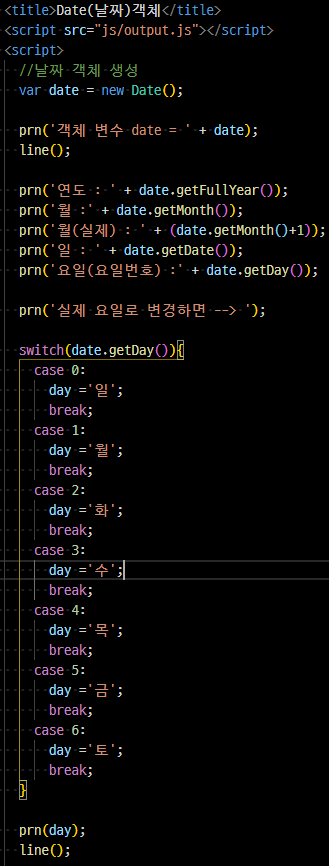 <title>Date(날짜)객체</title>
<script src="js/output.js"></script>
<script>
//날짜 객체 생성
var date = new Date();
prn('객체 변수 date = ' + date);
line();
prn('연도 : ' + date.getFullYear());
prn('월 :' + date.getMonth());
prn('월(실제) : ' + (date.getMonth()+1));
prn('일 : ' + date.getDate());
prn('요일(요일번호) :' + date.getDay());
prn('실제 요일로 변경하면 --> ');
switch(date.getDay()){
case 0:
day ='일';
break;
case 1:
day ='월';
break;
case 2:
day ='화';
break;
case 3:
day ='수';
break;
case 4:
day ='목';
break;
case 5:
day ='금';
break;
case 6:
day ='토';
break;
}
prn(day);
line();